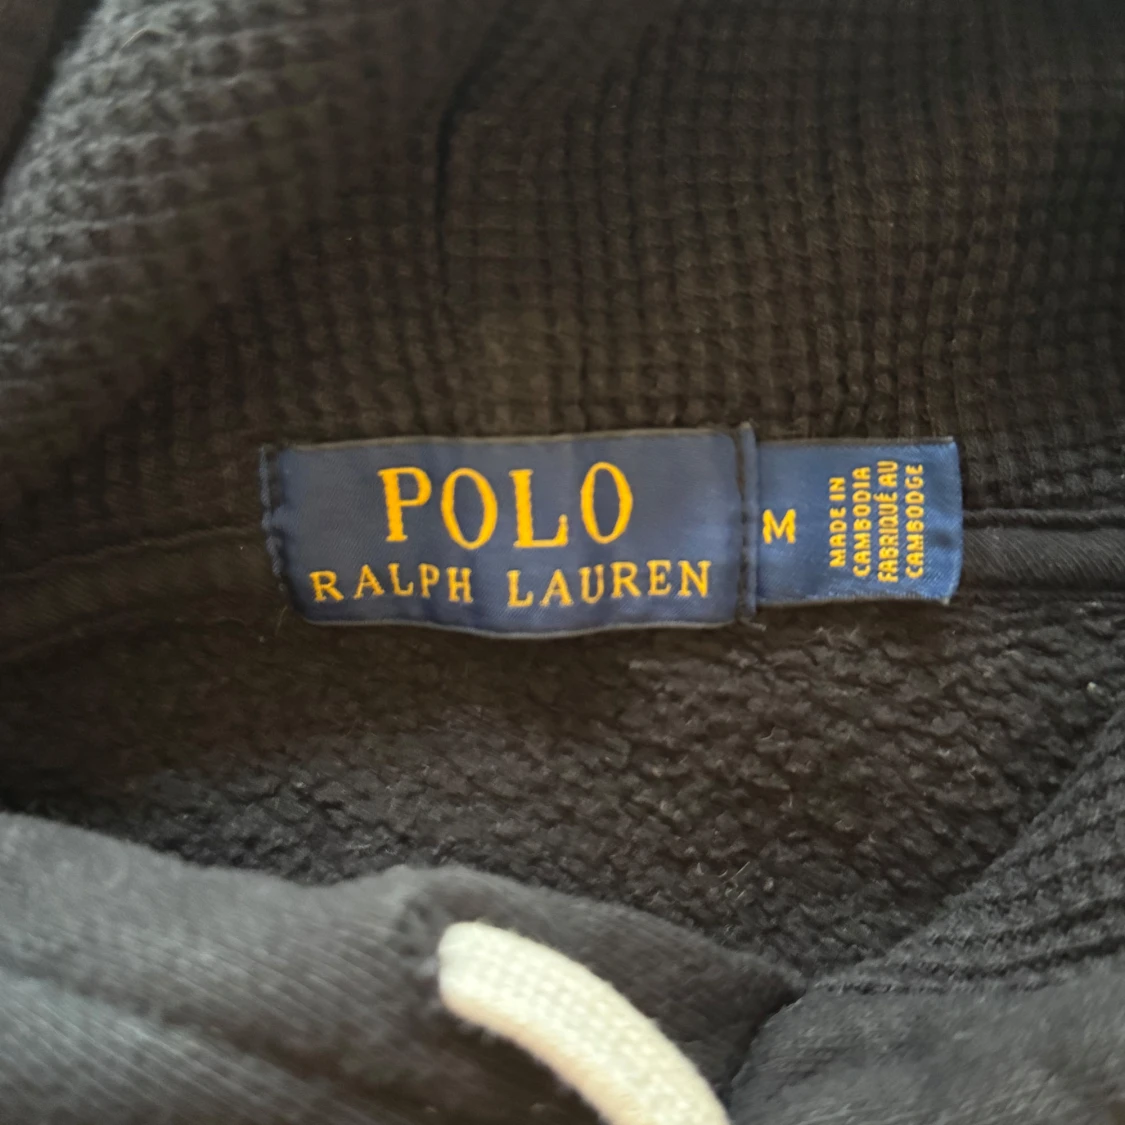 POLO
RALPH LAUREN
M
MADE IN
CAMBODIA
FABRIQUÉ AU
CAMBODGE